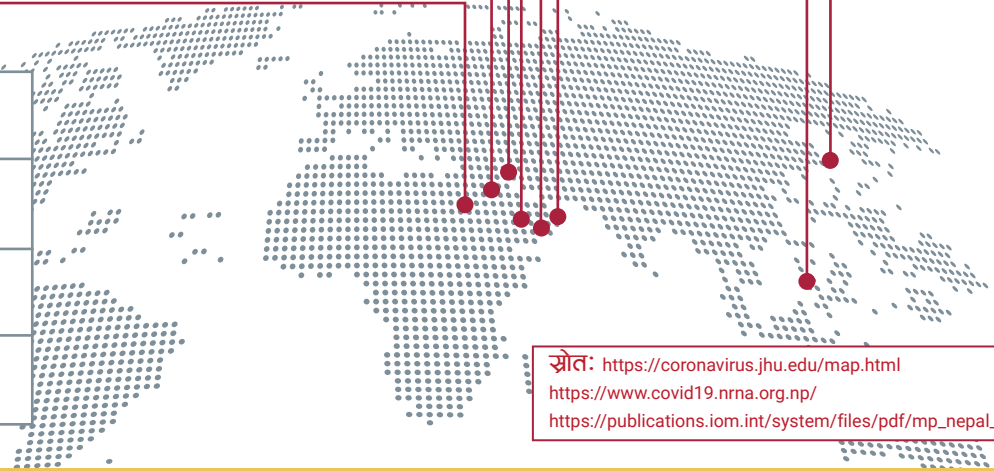 स्रोत: https://coronavirus.jhu.edu/map.html
https://www.covid19.nrna.org.np/
https://publications.iom.int/system/files/pdf/mp_nepal_